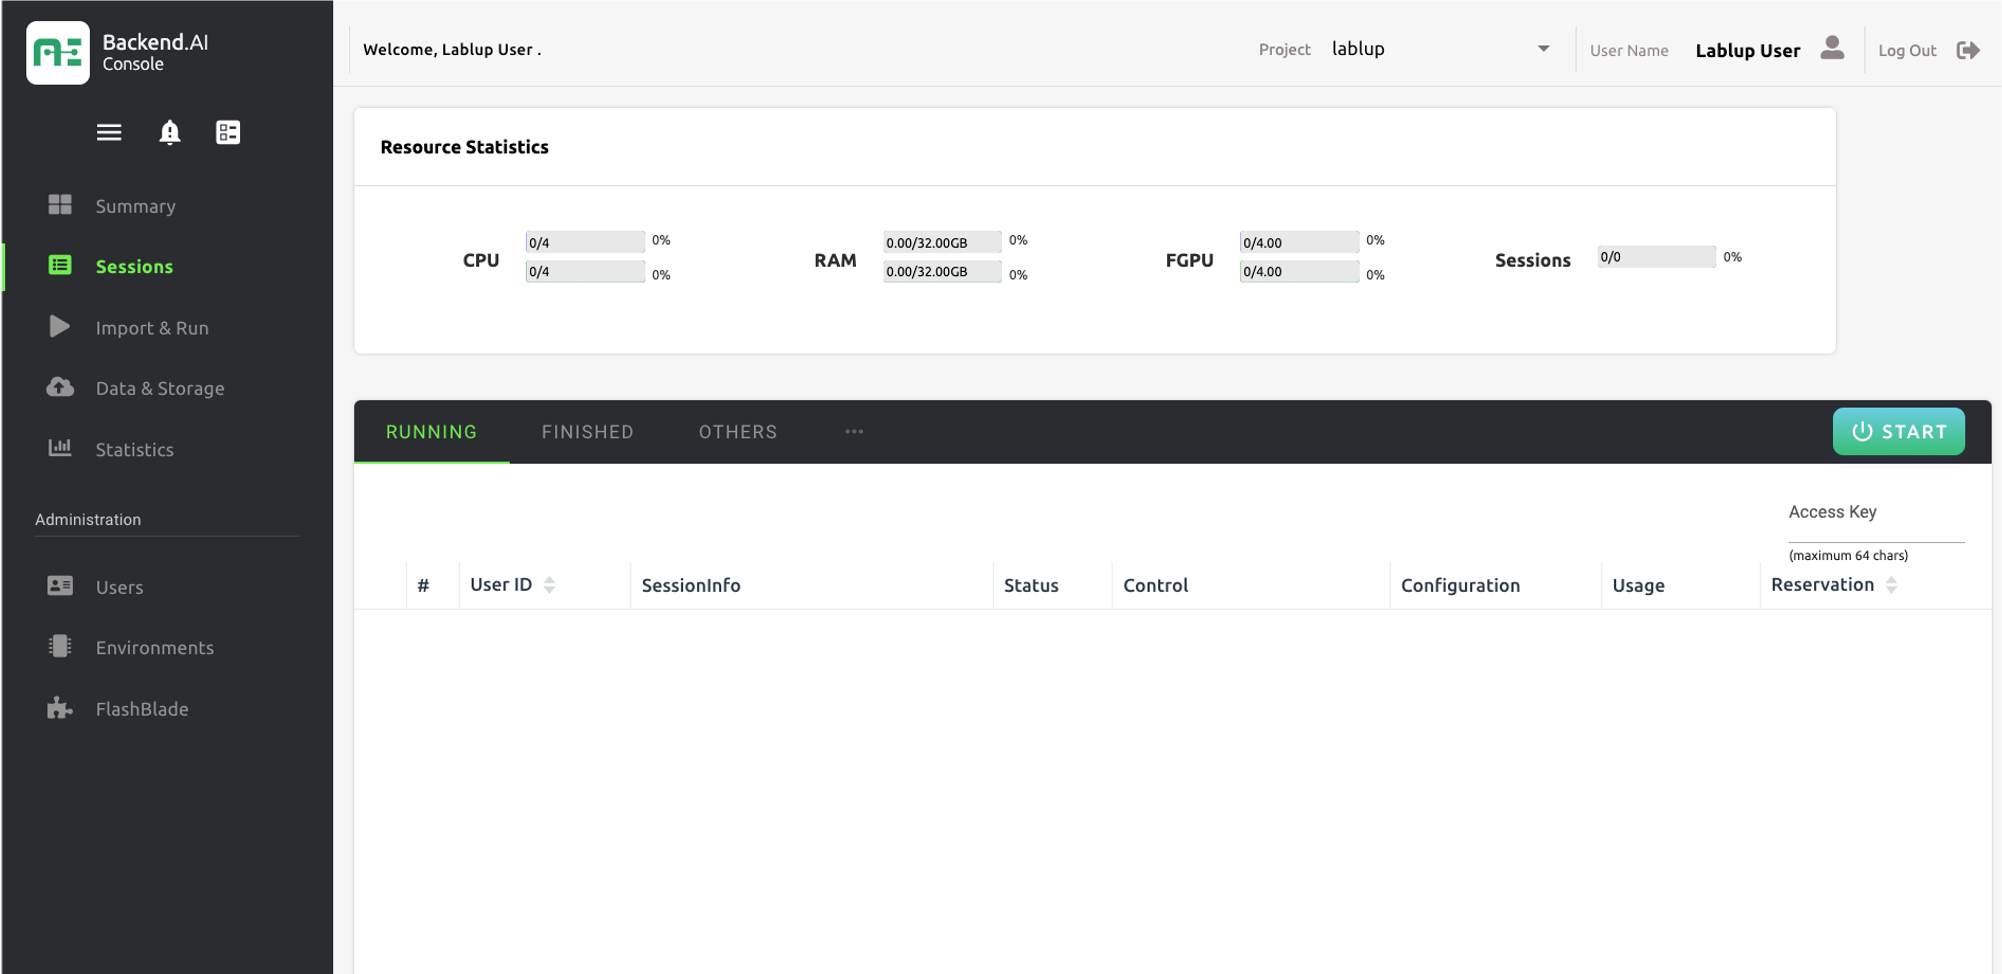 Backend.AI
Console
Welcome, Lablup User .
Project lablup
User Name Lablup User
Log Out
Summary
Sessions
Import & Run
Data & Storage
Statistics
Administration
Users
Environments
FlashBlade
Resource Statistics
CPU
0/4 0%
0/4 0%
RAM
0.00/32.00GB 0%
0.00/32.00GB 0%
FGPU
0/4.00 0%
0/4.00 0%
Sessions
0/0 0%
RUNNING FINISHED OTHERS ···
START
Access Key
(maximum 64 chars)
# User ID SessionInfo Status Control Configuration Usage Reservation